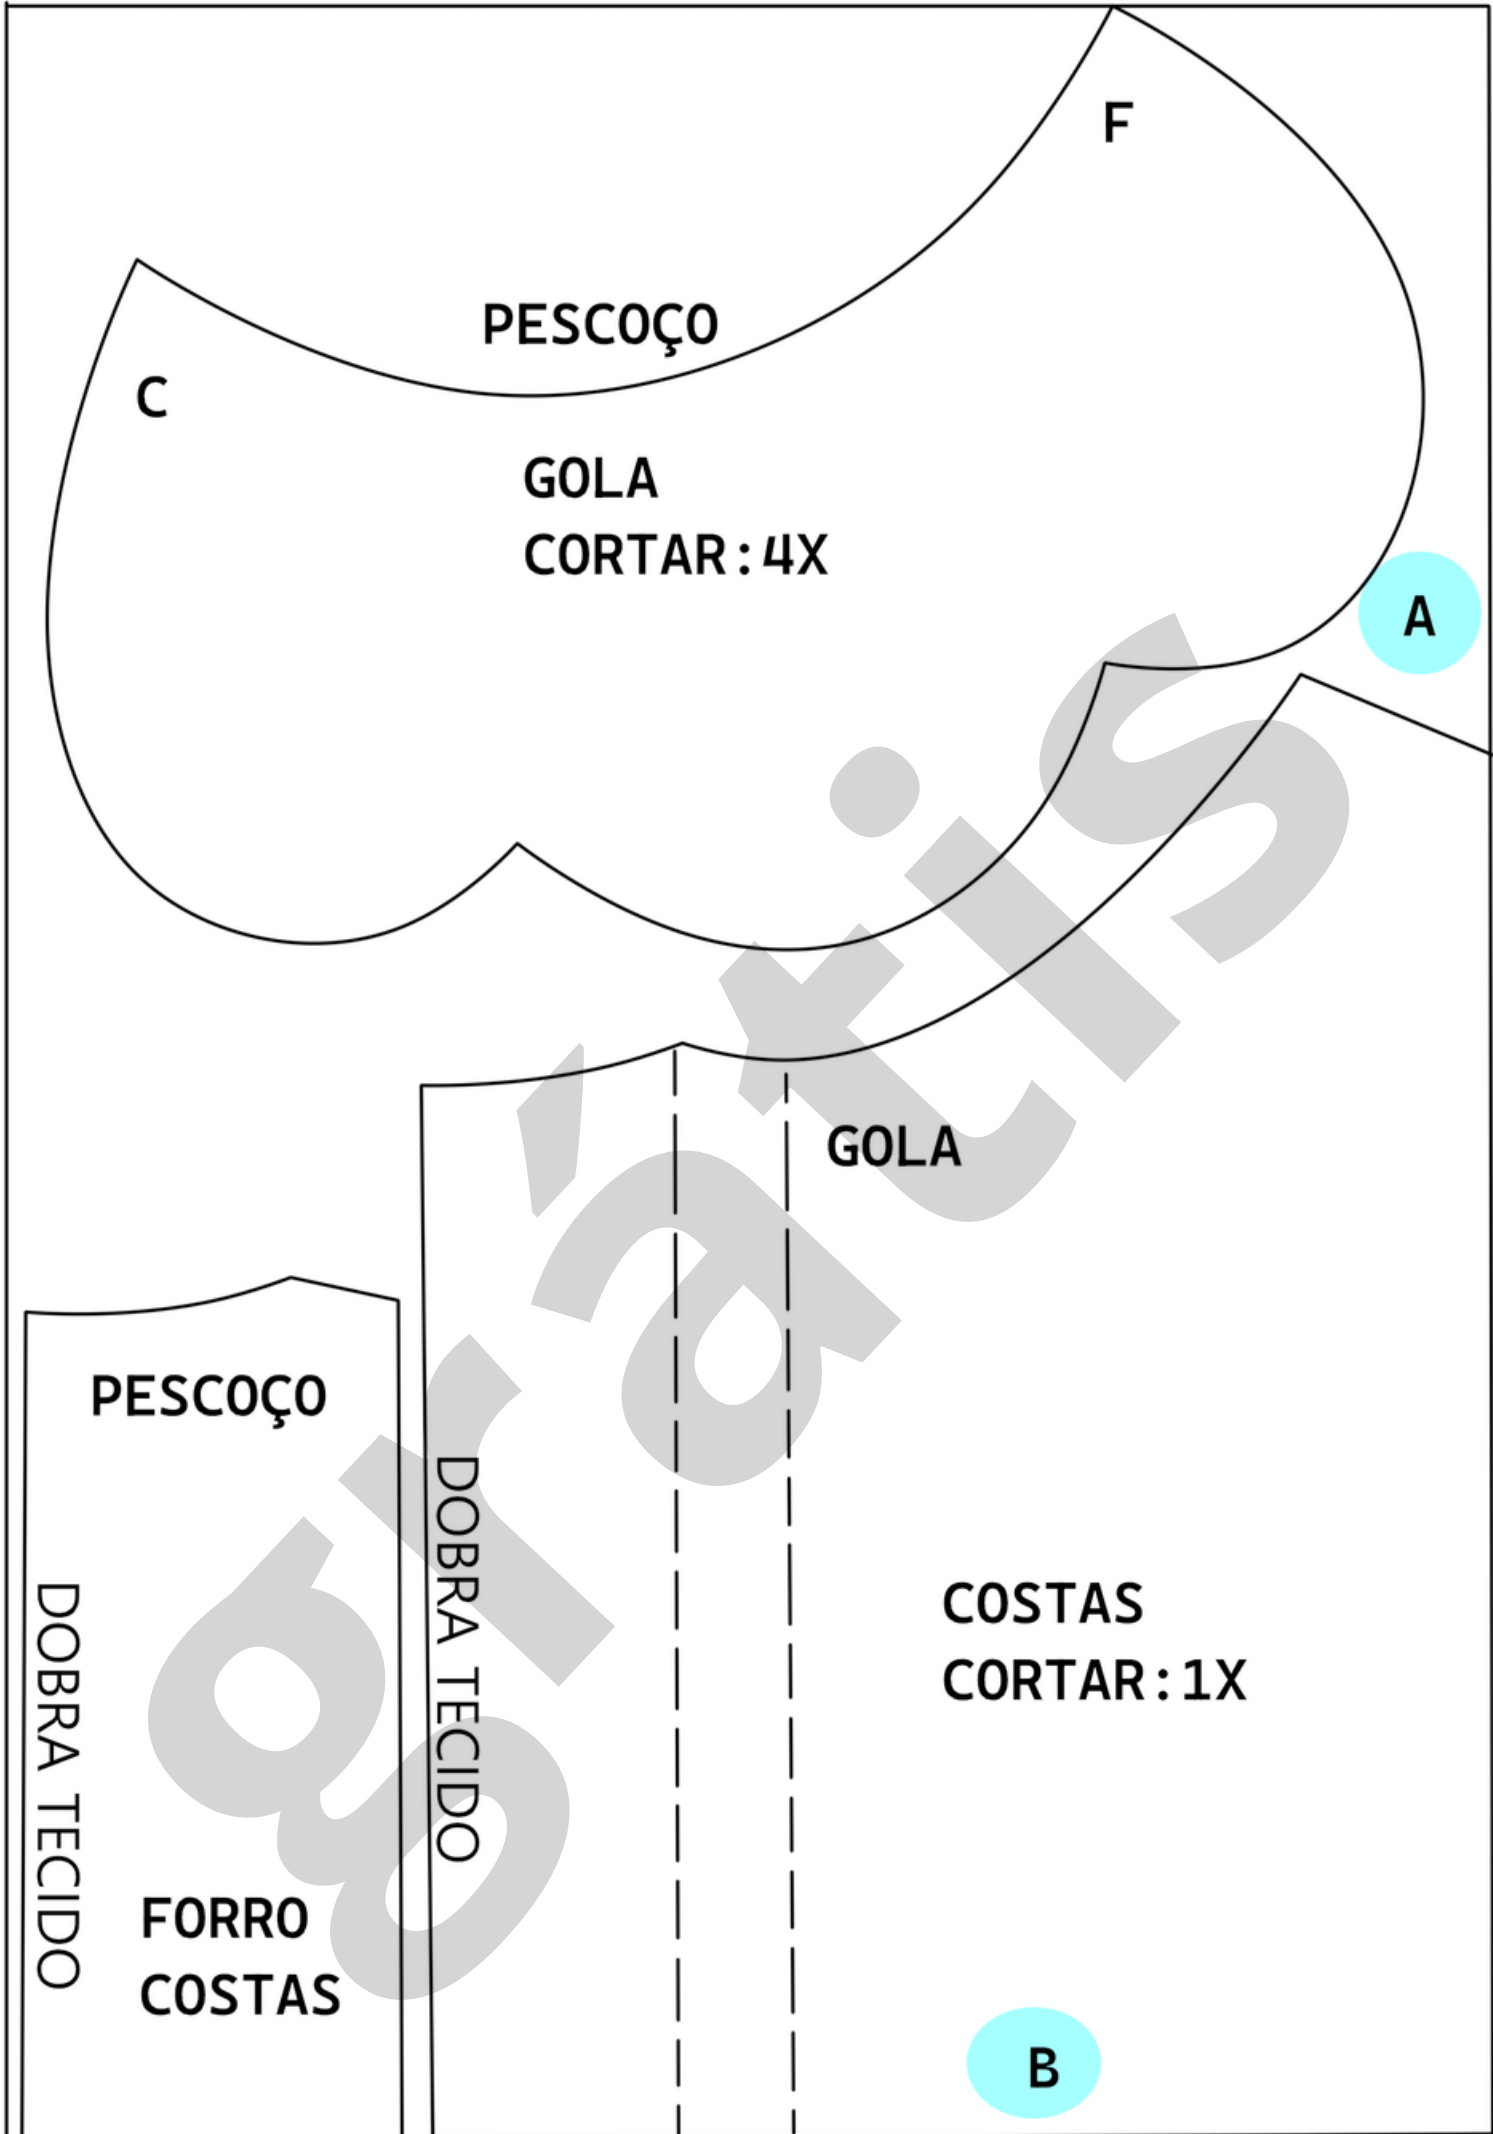 F
PESCOÇO
C
GOLA
CORTAR:4X
A
GOLA
PESCOÇO
DOBRA TECIDO
DOBRA TECIDO
COSTAS
CORTAR:1X
FORRO
COSTAS
B
grátis